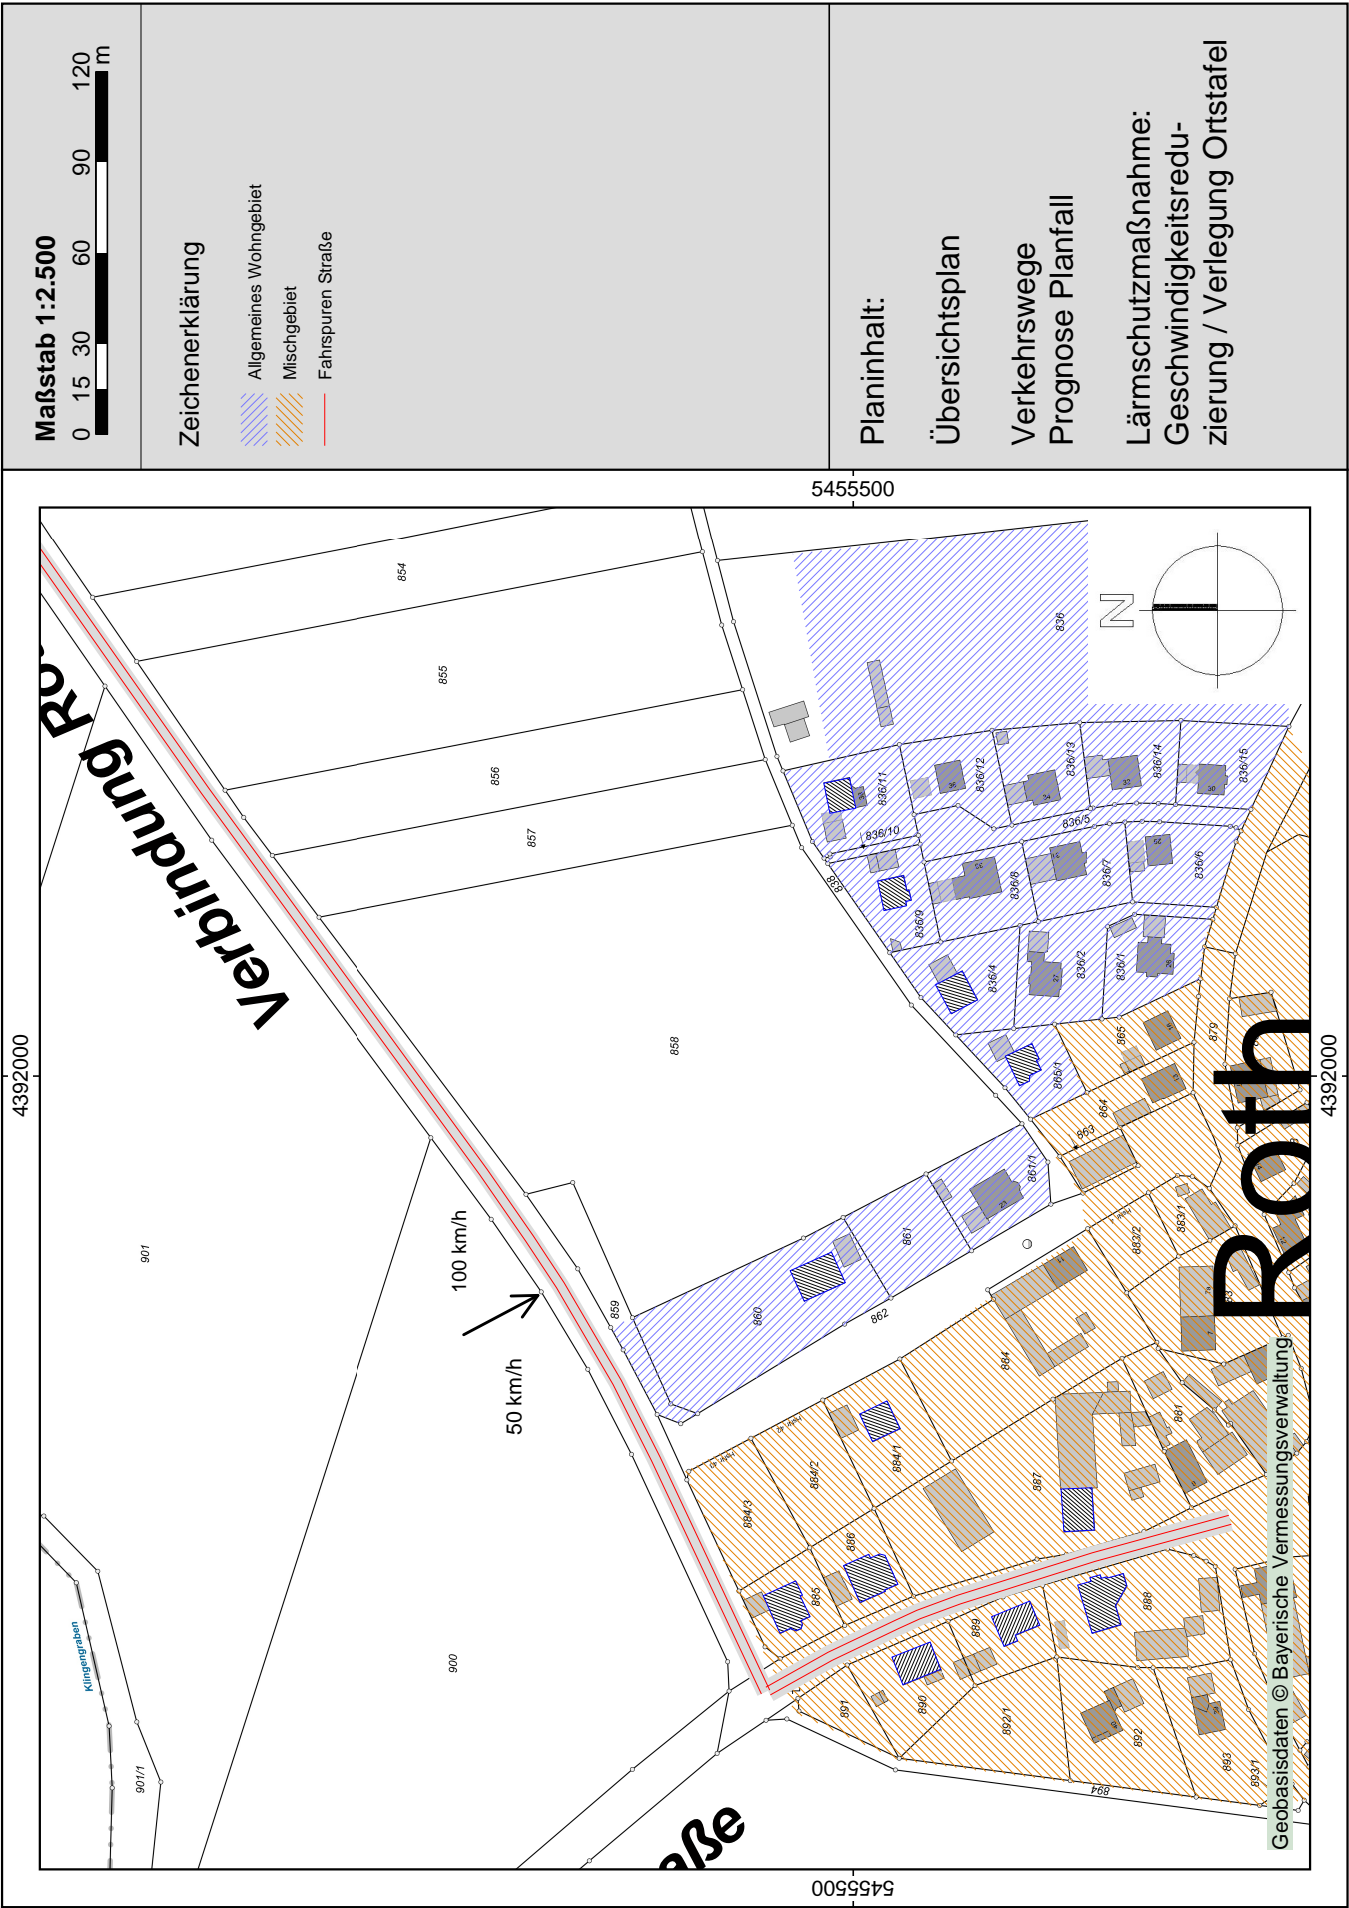 Maßstab 1:2.500
0 15 30 60 90 120
m
Zeichenerklärung
Allgemeines Wohngebiet
Mischgebiet
Fahrspuren Straße
Planinhalt:
Übersichtsplan
Verkehrswege
Prognose Planfall
Lärmschutzmaßnahme:
Geschwindigkeitsredu-
zierung / Verlegung Ortstafel
5455500
4392000
4392000
5455500
Verbindung Ro
aße
Roth
Klingengraben
100 km/h
50 km/h
N
854
855
856
857
858
859
860
861
861/1
862
863
864
865
865/1
836
836/1
836/2
836/4
836/5
836/6
836/7
836/8
836/9
836/10
836/11
836/12
836/13
836/14
836/15
838
879
881
883/1
883/2
884
884/1
884/2
884/3
885
886
887
888
889
890
891
892
892/1
893
893/1
894
900
901
901/1
Geobasisdaten © Bayerische Vermessungsverwaltung